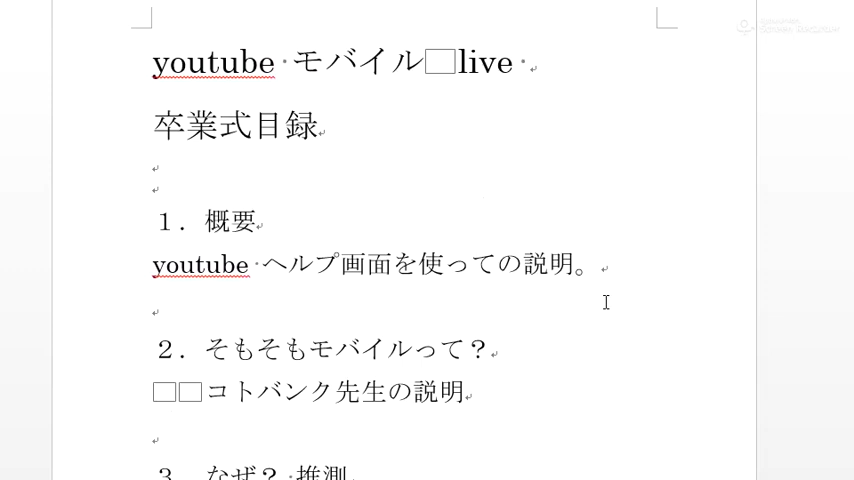 youtube モバイル□live
卒業式目録
１．概要
youtube ヘルプ画面を使っての説明。
２．そもそもモバイルって？
□□コトバンク先生の説明
３．なぜ？ 推測